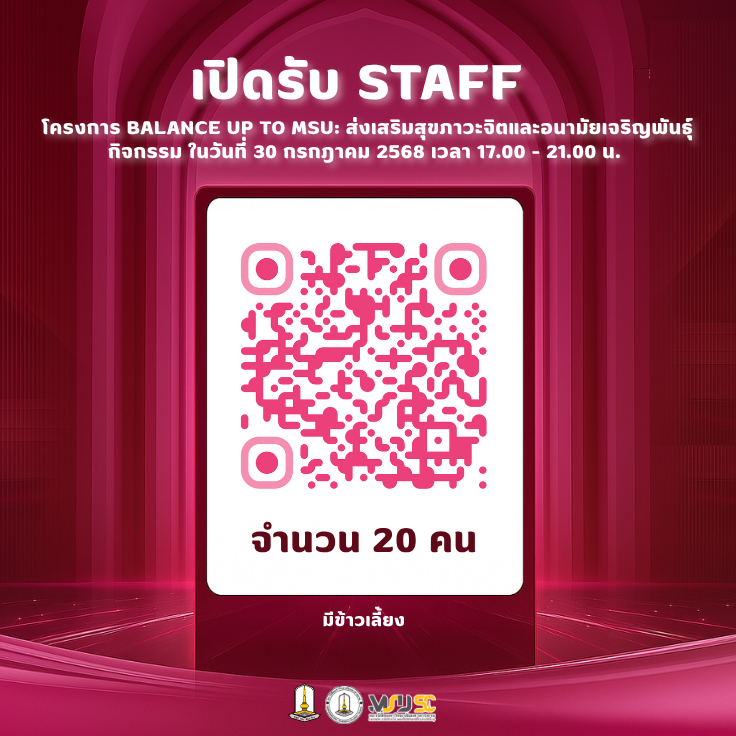 เปิดรับ STAFF
โครงการ BALANCE UP TO MSU: ส่งเสริมสุขภาวะจิตและอนามัยเจริญพันธุ์
กิจกรรม ในวันที่ 30 กรกฎาคม 2568 เวลา 17.00 - 21.00 น.
จำนวน 20 คน
มีข้าวเลี้ยง
MSUSC